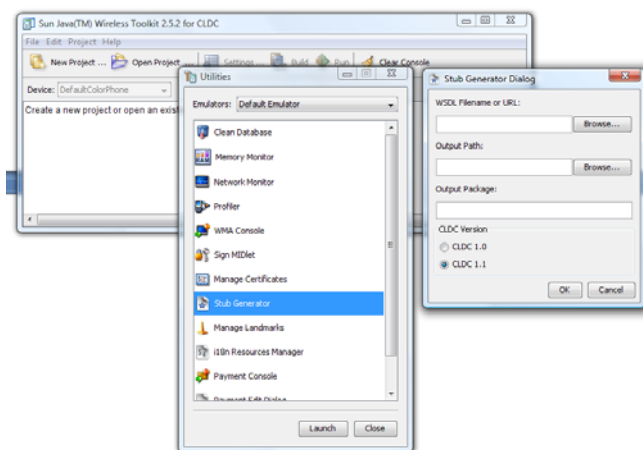 Sun Java(TM) Wireless Toolkit 2.5.2 for CLDC
File Edit Project Help
New Project ... Open Project ... Settings ... Build Run Clear Console
Device: DefaultColorPhone
Create a new project or open an exist
Utilities
Emulators: Default Emulator
Clean Database
Memory Monitor
Network Monitor
Profiler
WMA Console
Sign MIDlet
Manage Certificates
Stub Generator
Manage Landmarks
i18n Resources Manager
Payment Console
Payment Edit Dialog
Launch Close
Stub Generator Dialog
WSDL Filename or URL:
Browse...
Output Path:
Browse...
Output Package:
CLDC Version
CLDC 1.0
CLDC 1.1
OK Cancel